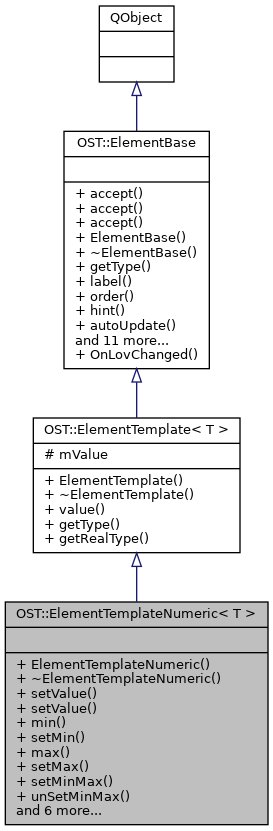 QObject
OST::ElementBase
+ accept()
+ accept()
+ accept()
+ ElementBase()
+ ~ElementBase()
+ getType()
+ label()
+ order()
+ hint()
+ autoUpdate()
and 11 more...
+ OnLovChanged()
OST::ElementTemplate< T >
# mValue
+ ElementTemplate()
+ ~ElementTemplate()
+ value()
+ getType()
+ getRealType()
OST::ElementTemplateNumeric< T >
+ ElementTemplateNumeric()
+ ~ElementTemplateNumeric()
+ setValue()
+ setValue()
+ min()
+ setMin()
+ max()
+ setMax()
+ setMinMax()
+ unSetMinMax()
and 6 more...